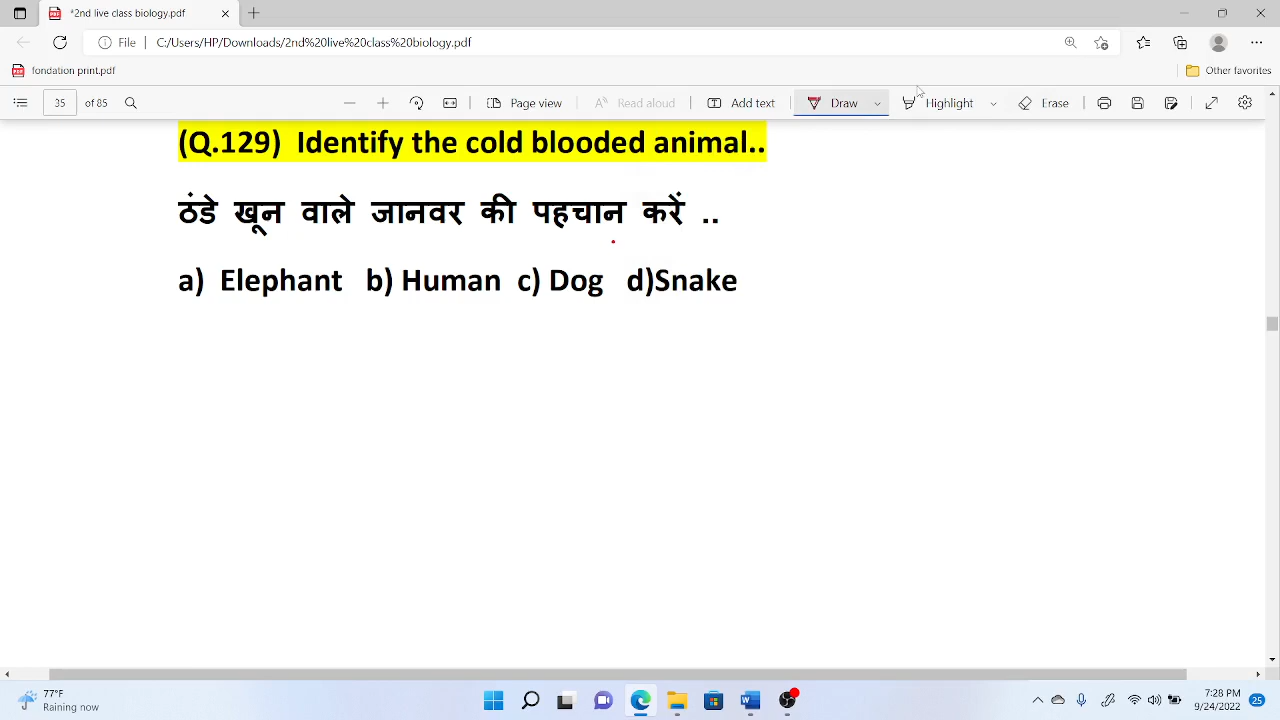 *2nd live class biology.pdf
File C:/Users/HP/Downloads/2nd%20live%20class%20biology.pdf
fondation print.pdf Other favorites
35 of 85 Page view Read aloud Add text Draw Highlight Erase
(Q.129) Identify the cold blooded animal..
ठंडे खून वाले जानवर की पहचान करें ..
a) Elephant b) Human c) Dog d)Snake
77°F
Raining now
7:28 PM
9/24/2022
25